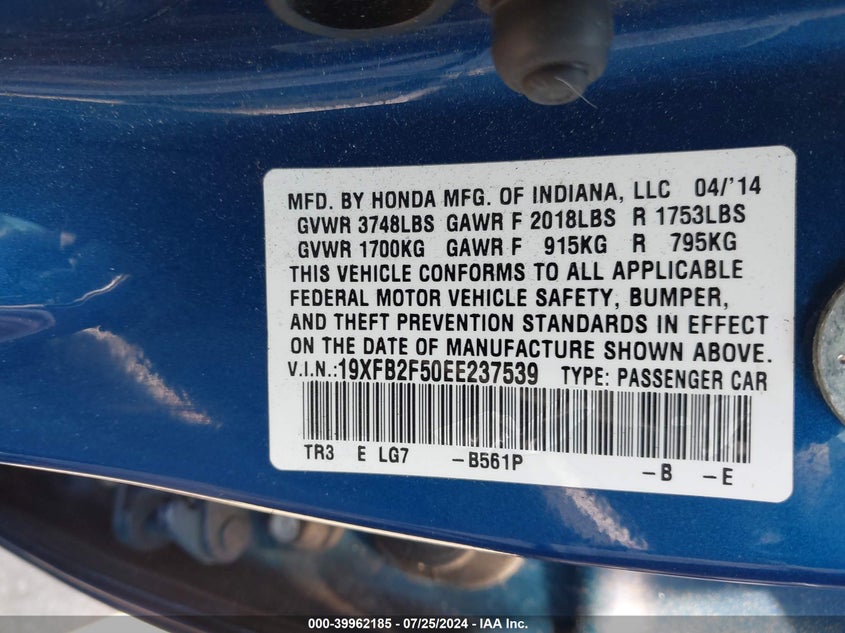 MFD. BY HONDA MFG. OF INDIANA, LLC 04/'14
GVWR 3748LBS GAWR F 2018LBS R 1753LBS
GVWR 1700KG GAWR F 915KG R 795KG
THIS VEHICLE CONFORMS TO ALL APPLICABLE
FEDERAL MOTOR VEHICLE SAFETY, BUMPER,
AND THEFT PREVENTION STANDARDS IN EFFECT
ON THE DATE OF MANUFACTURE SHOWN ABOVE.
V.I.N.:19XFB2F50EE237539 TYPE: PASSENGER CAR
TR3 E LG7 -B561P -B -E
000-39962185 - 07/25/2024 - IAA Inc.